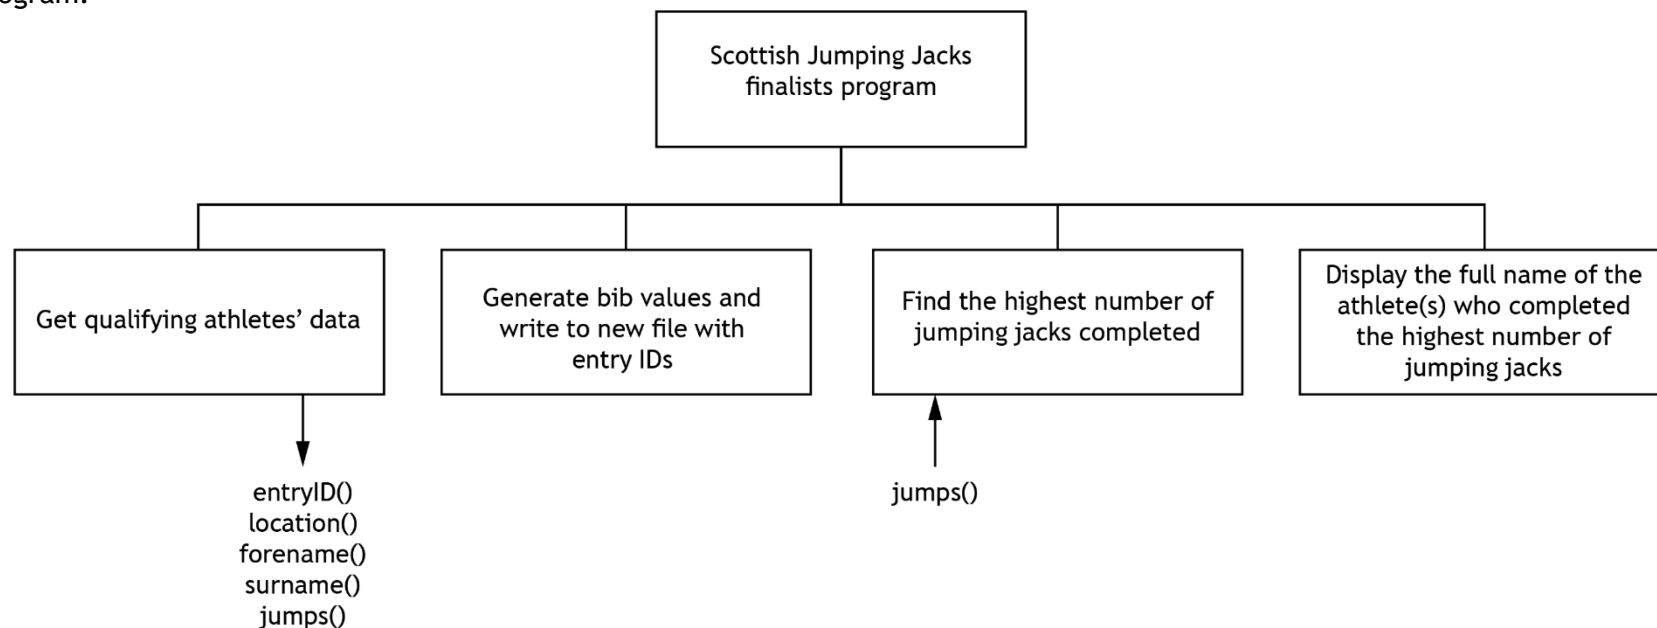 Scottish Jumping Jacks
finalists program
Get qualifying athletes’ data
Generate bib values and
write to new file with
entry IDs
Find the highest number of
jumping jacks completed
Display the full name of the
athlete(s) who completed
the highest number of
jumping jacks
entryID()
location()
forename()
surname()
jumps()
jumps()